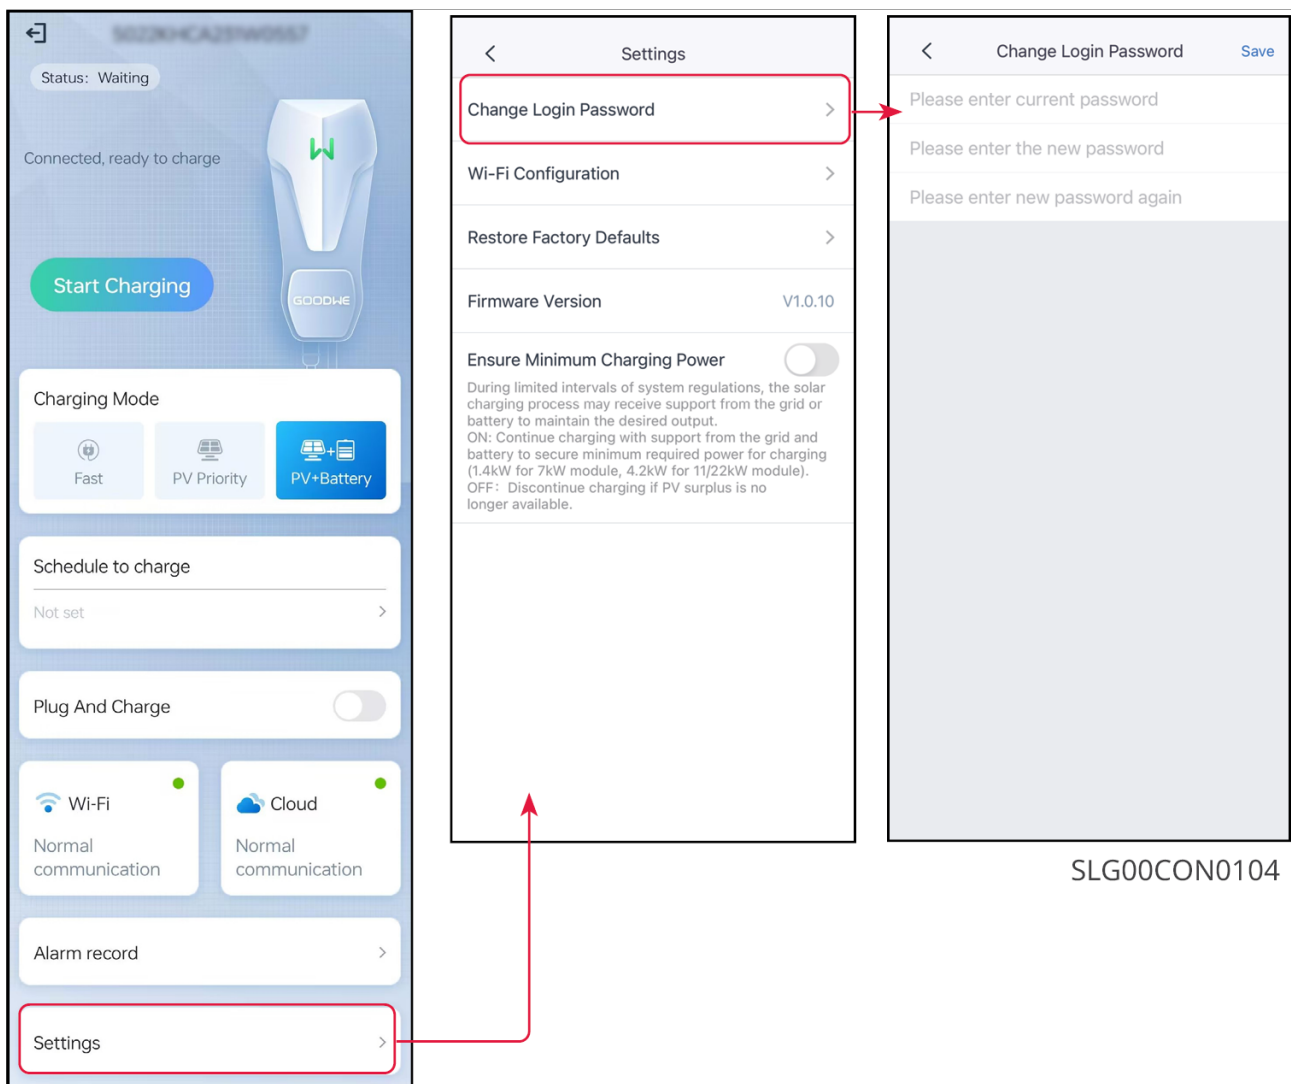 Status: Waiting
Connected, ready to charge
Start Charging
GOODWE
Charging Mode
Fast
PV Priority
PV+Battery
Schedule to charge
Not set
Plug And Charge
Wi-Fi
Normal
communication
Cloud
Normal
communication
Alarm record
Settings
Settings
Change Login Password
Wi-Fi Configuration
Restore Factory Defaults
Firmware Version V1.0.10
Ensure Minimum Charging Power
During limited intervals of system regulations, the solar
charging process may receive support from the grid or
battery to maintain the desired output.
ON: Continue charging with support from the grid and
battery to secure minimum required power for charging
(1.4kW for 7kW module, 4.2kW for 11/22kW module).
OFF: Discontinue charging if PV surplus is no
longer available.
Change Login Password Save
Please enter current password
Please enter the new password
Please enter new password again
SLG00CON0104